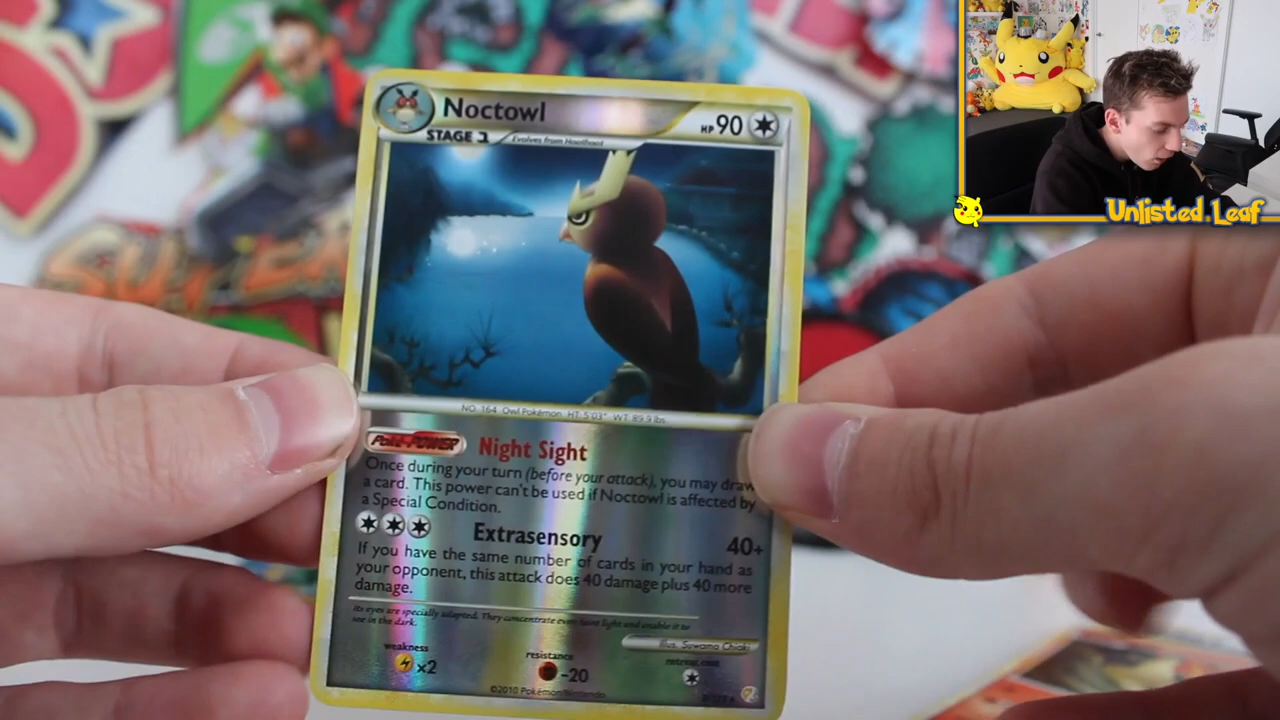 Noctowl
HP 90
STAGE 1
Evolves from Hoothoot
Unlisted Leaf
NO. 164 Owl Pokémon HT: 5'03" WT: 89.9 lbs.
Poké-POWER Night Sight
Once during your turn (before your attack), you may draw
a card. This power can't be used if Noctowl is affected by
a Special Condition.
Extrasensory 40+
If you have the same number of cards in your hand as
your opponent, this attack does 40 damage plus 40 more
damage.
Its eyes are specially adapted. They concentrate even faint light and enable it to
see in the dark.
Illus. Suwama Chiaki
weakness
×2
resistance
-20
retreat cost
©2010 Pokémon/Nintendo